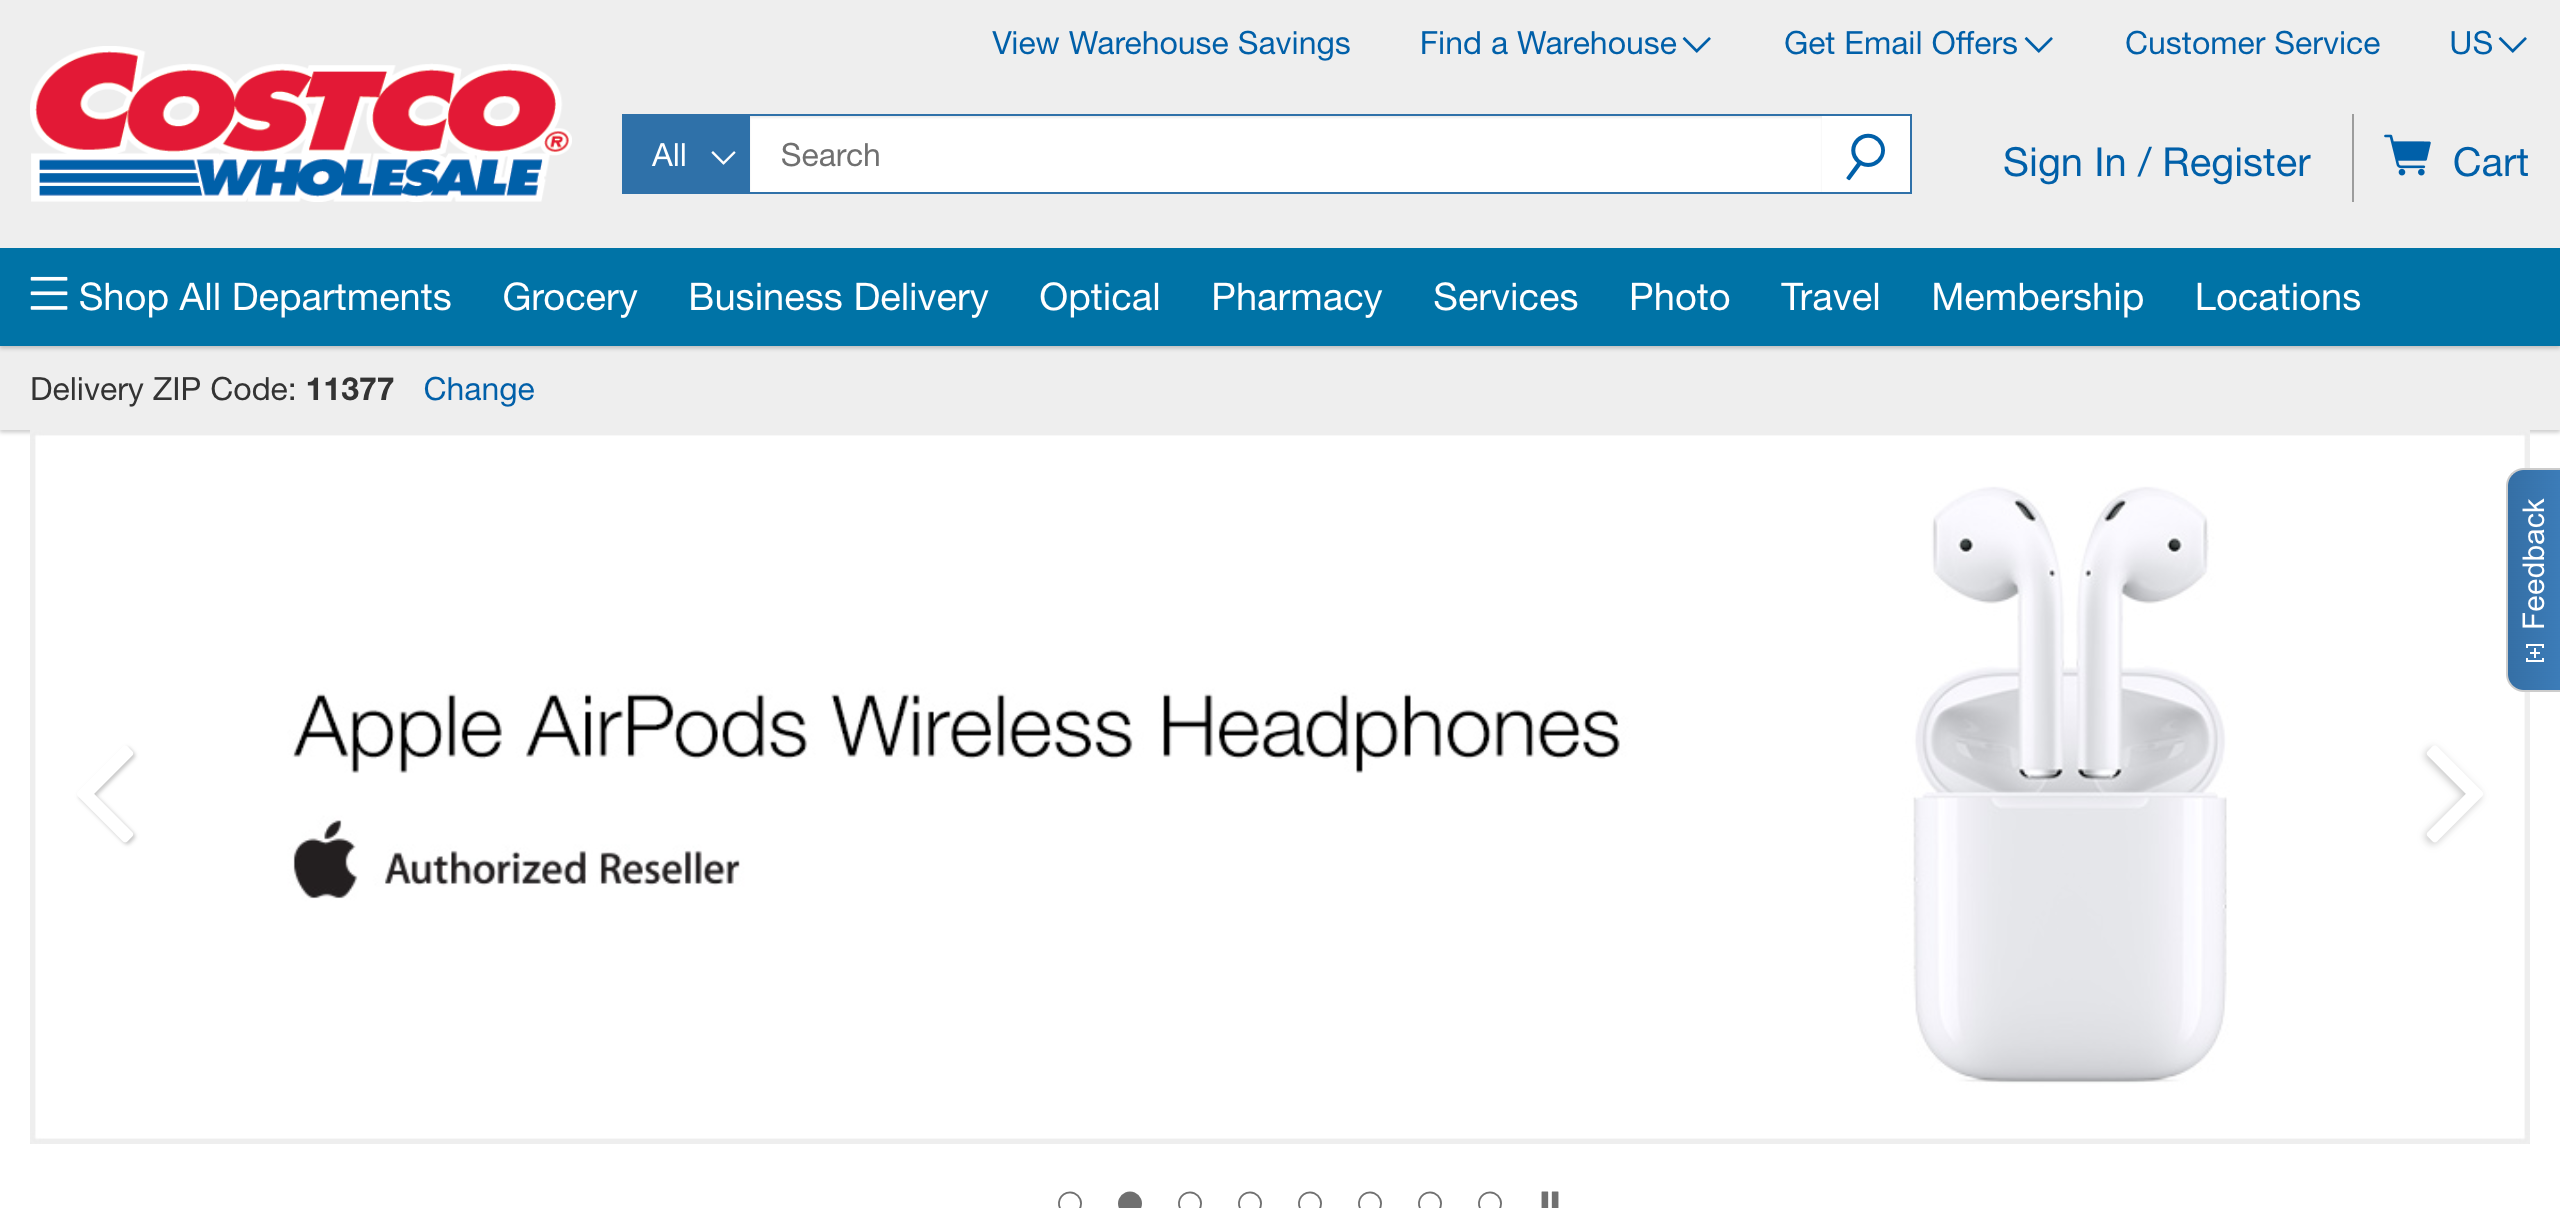 View Warehouse Savings Find a Warehouse Get Email Offers Customer Service US
COSTCO®
WHOLESALE
All Search
Sign In / Register Cart
Shop All Departments Grocery Business Delivery Optical Pharmacy Services Photo Travel Membership Locations
Delivery ZIP Code: 11377 Change
Apple AirPods Wireless Headphones
Authorized Reseller
[+] Feedback